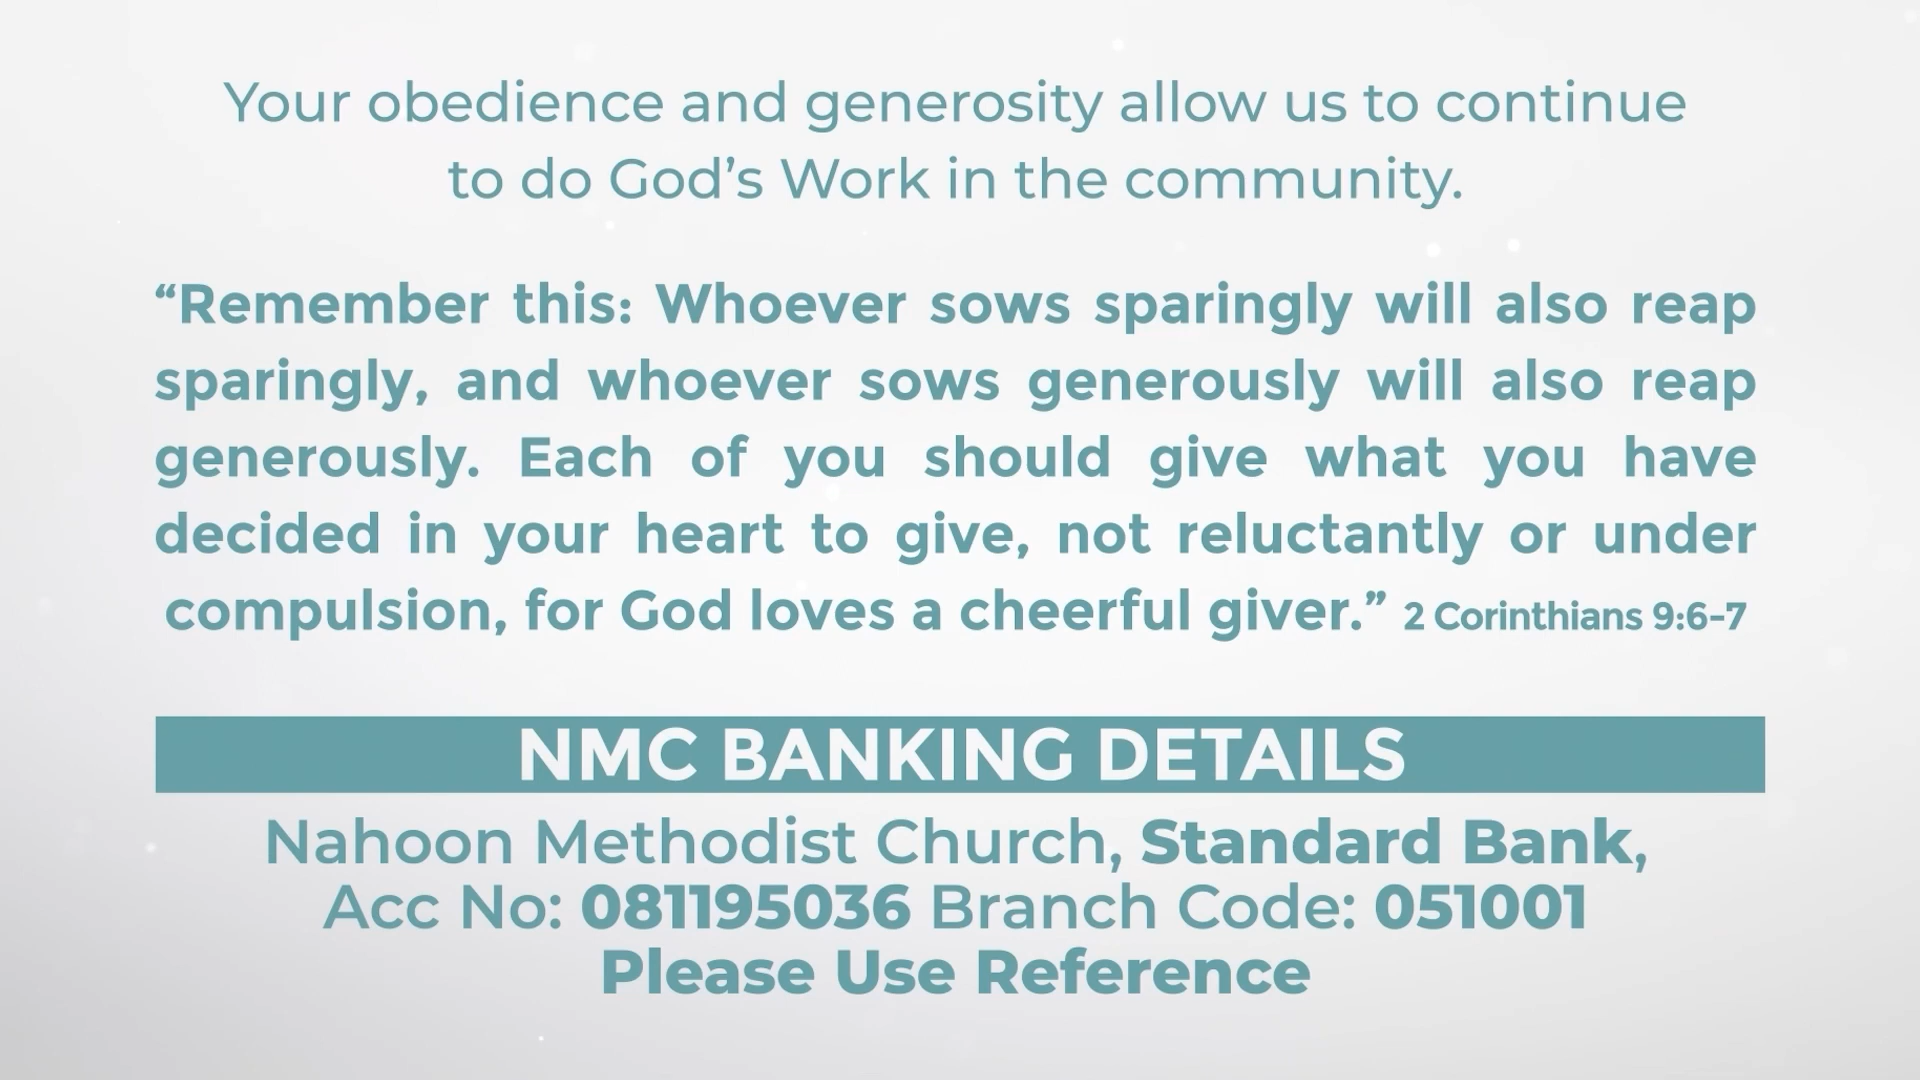 Your obedience and generosity allow us to continue
to do God’s Work in the community.
“Remember this: Whoever sows sparingly will also reap
sparingly, and whoever sows generously will also reap
generously. Each of you should give what you have
decided in your heart to give, not reluctantly or under
compulsion, for God loves a cheerful giver.” 2 Corinthians 9:6-7
NMC BANKING DETAILS
Nahoon Methodist Church, Standard Bank,
Acc No: 081195036 Branch Code: 051001
Please Use Reference